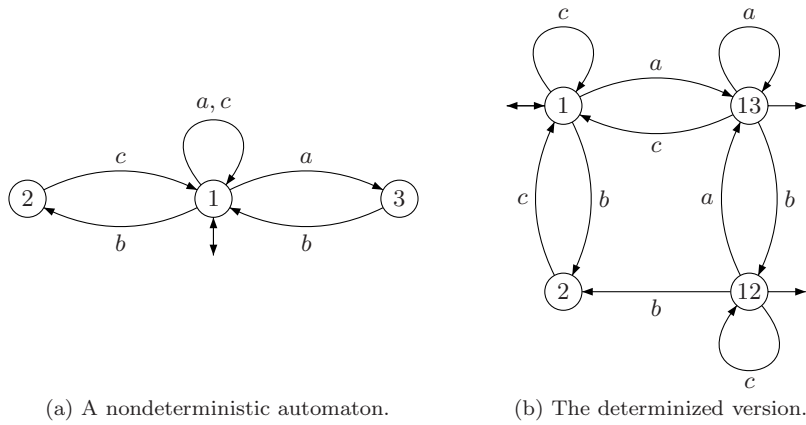 c
a
a
1
13
c
a, c
c
a
2
1
3
b
b
c
b
a
b
2
12
b
c
(a) A nondeterministic automaton.
(b) The determinized version.